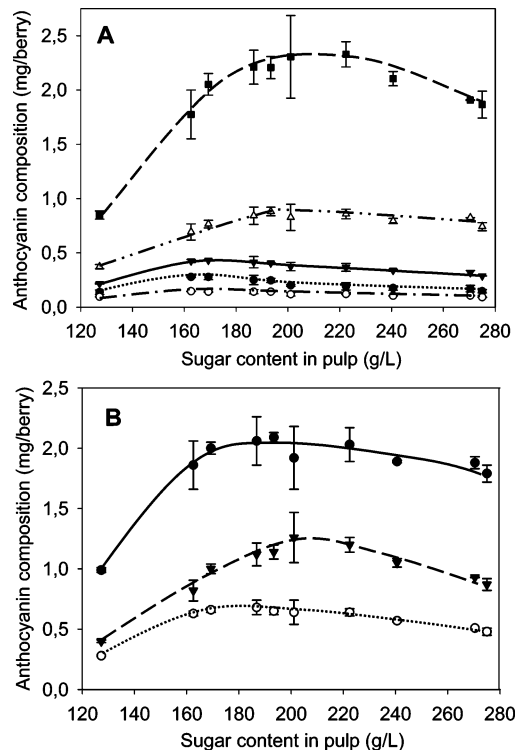 A
Anthocyanin composition (mg/berry)
2,5
2,0
1,5
1,0
0,5
0,0
120 140 160 180 200 220 240 260 280
Sugar content in pulp (g/L)
B
Anthocyanin composition (mg/berry)
2,5
2,0
1,5
1,0
0,5
0,0
120 140 160 180 200 220 240 260 280
Sugar content in pulp (g/L)